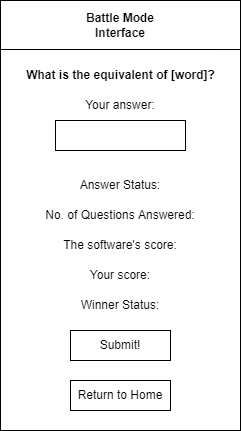 Battle Mode
Interface
What is the equivalent of [word]?
Your answer:
Answer Status:
No. of Questions Answered:
The software's score:
Your score:
Winner Status:
Submit!
Return to Home